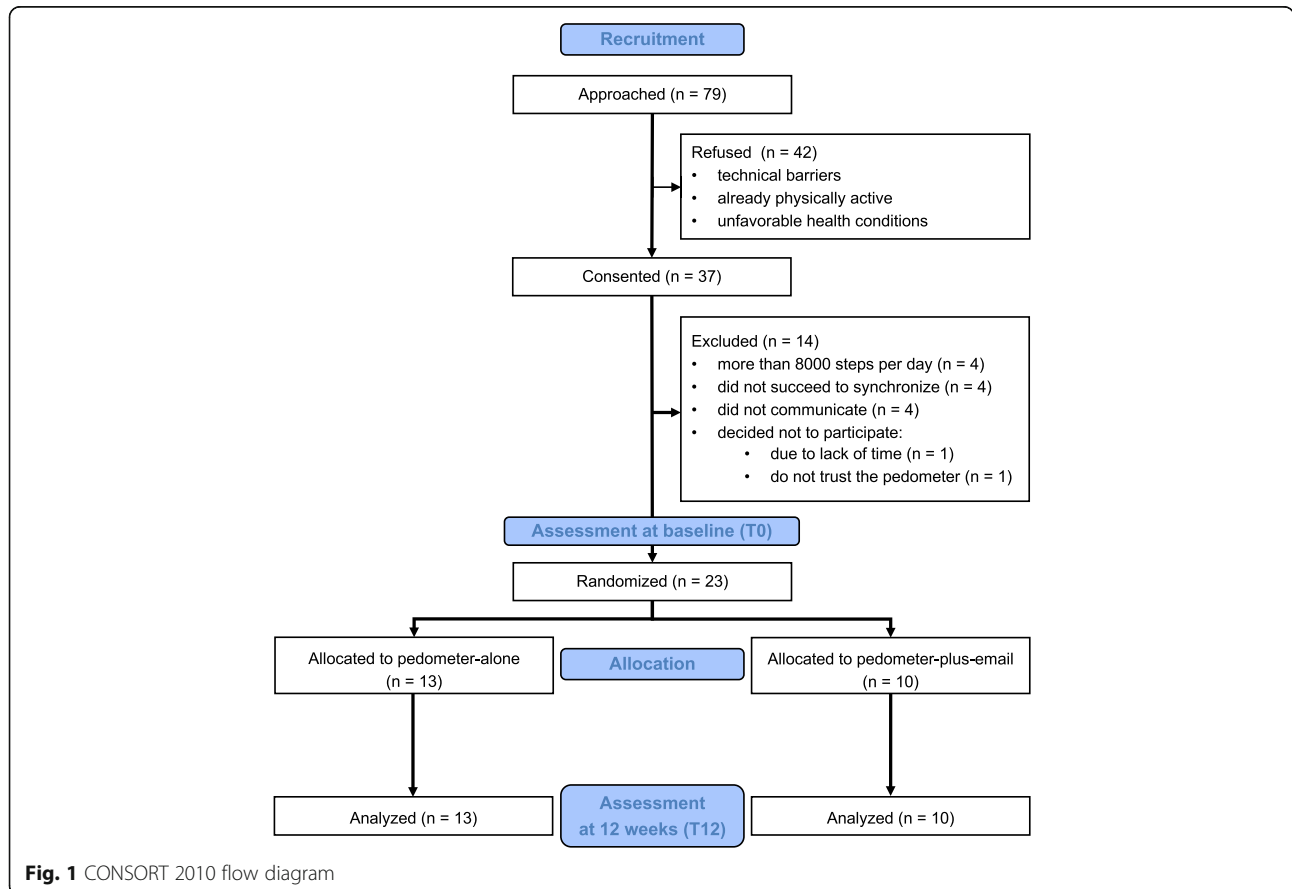 Recruitment
Approached (n = 79)
Refused (n = 42)
• technical barriers
• already physically active
• unfavorable health conditions
Consented (n = 37)
Excluded (n = 14)
• more than 8000 steps per day (n = 4)
• did not succeed to synchronize (n = 4)
• did not communicate (n = 4)
• decided not to participate:
• due to lack of time (n = 1)
• do not trust the pedometer (n = 1)
Assessment at baseline (T0)
Randomized (n = 23)
Allocated to pedometer-alone
(n = 13)
Allocation
Allocated to pedometer-plus-email
(n = 10)
Analyzed (n = 13)
Assessment
at 12 weeks (T12)
Analyzed (n = 10)
Fig. 1 CONSORT 2010 flow diagram